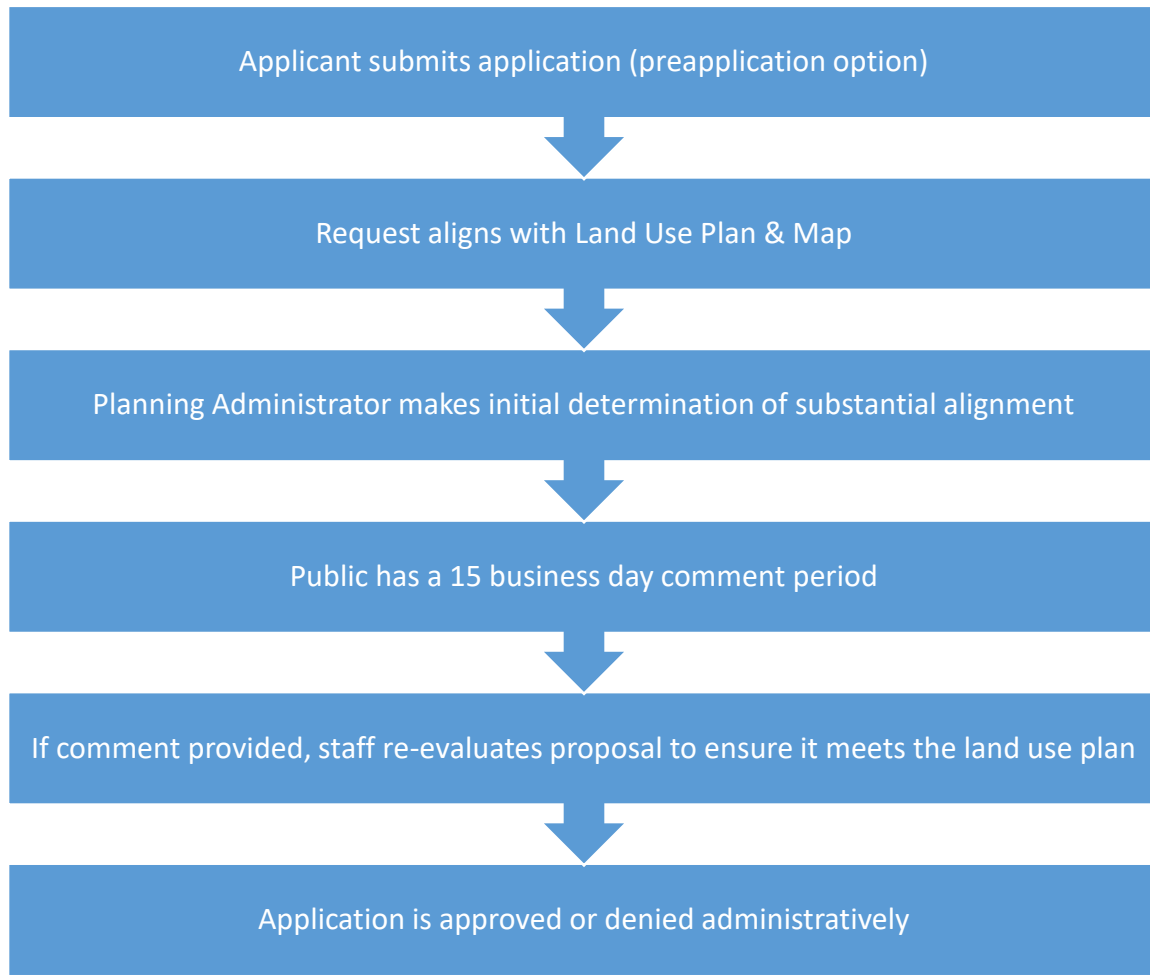 Applicant submits application (preapplication option)
Request aligns with Land Use Plan & Map
Planning Administrator makes initial determination of substantial alignment
Public has a 15 business day comment period
If comment provided, staff re-evaluates proposal to ensure it meets the land use plan
Application is approved or denied administratively